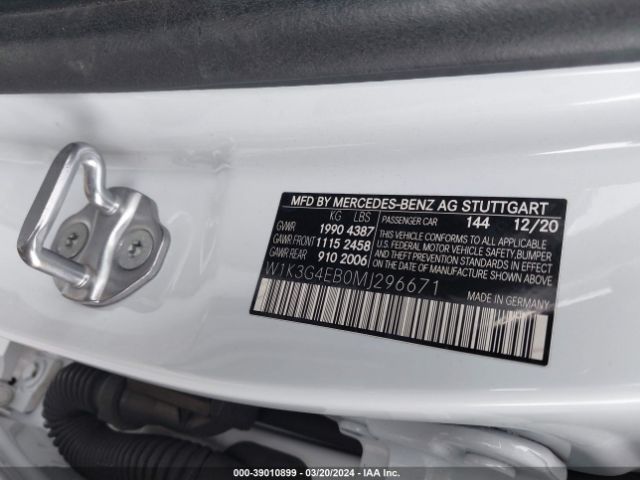 MFD BY MERCEDES-BENZ AG STUTTGART
KG LBS PASSENGER CAR 144 12/20
GVWR 1990 4387
GAWR FRONT 1115 2458
GAWR REAR 910 2006
THIS VEHICLE CONFORMS TO ALL APPLICABLE
U.S. FEDERAL MOTOR VEHICLE SAFETY, BUMPER
AND THEFT PREVENTION STANDARDS IN EFFECT
ON THE DATE OF MANUFACTURE SHOWN ABOVE.
W1K3G4EB0MJ296671
MADE IN GERMANY
000-39010899 — 03/20/2024 — IAA Inc.